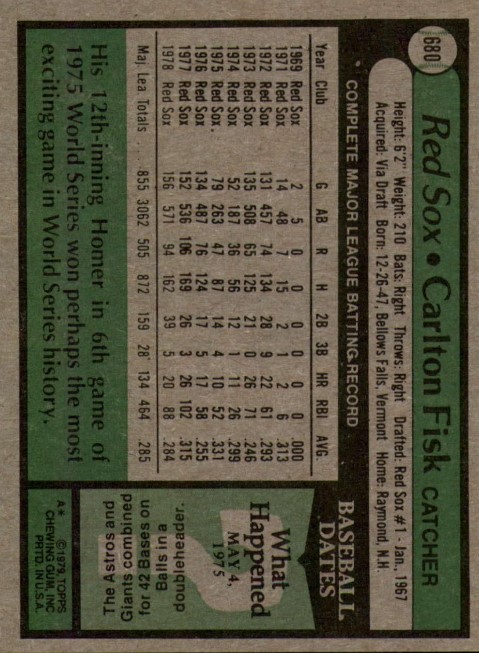 680
Red Sox • Carlton Fisk CATCHER
Height: 6'2" Weight: 210 Bats: Right Throws: Right Drafted: Red Sox #1 - Jan., 1967
Acquired: Via Draft Born: 12-26-47, Bellows Falls, Vermont Home: Raymond, N.H.
• COMPLETE MAJOR LEAGUE BATTING RECORD
Year Club G AB R H 2B 3B HR RBI AVG.
1969 Red Sox 2 5 0 0 0 0 0 0 .000
1971 Red Sox 14 48 7 15 2 1 2 6 .313
1972 Red Sox 131 457 74 134 28 9 22 61 .293
1973 Red Sox 135 508 65 125 21 0 26 71 .246
1974 Red Sox 52 187 36 56 12 1 11 26 .299
1975 Red Sox. 79 263 47 87 14 4 10 52 .331
1976 Red Sox 134 487 76 124 17 5 17 58 .255
1977 Red Sox 152 536 106 169 26 3 26 102 .315
1978 Red Sox 156 571 94 162 39 5 20 88 .284
Maj. Lea Totals. 855 3062 505 872 159 28 134 464 .285
His 12th-inning Homer in 6th game of
1975 World Series won perhaps the most
exciting game in World Series history.
BASEBALL
DATES
What
Happened
MAY 4,
1975
The Astros and
Giants combined
for 42 Bases on
Balls in a
doubleheader.
A* ©1979, TOPPS
CHEWING GUM, INC
PRTD. IN U.S.A.